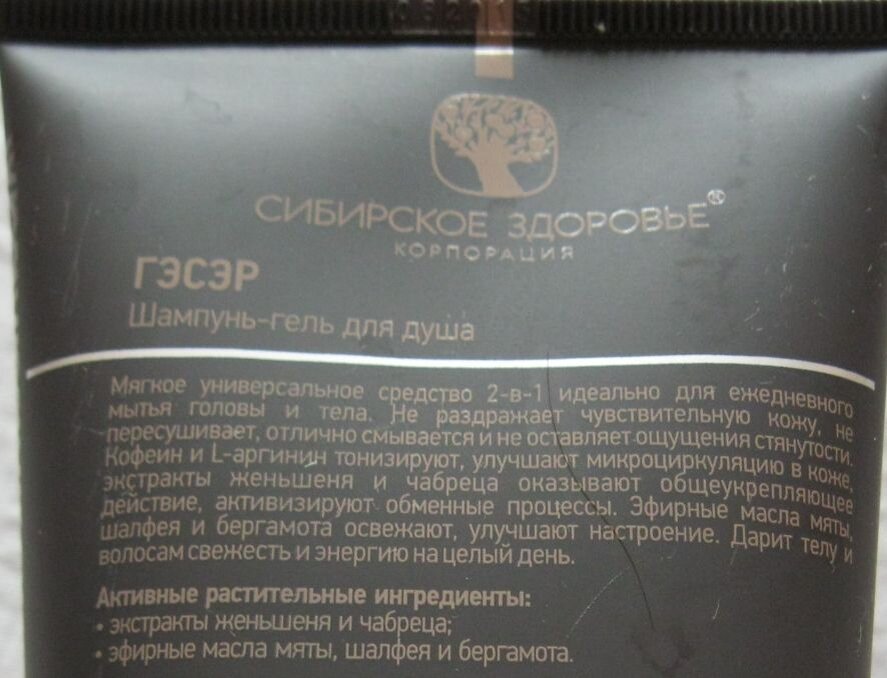 СИБИРСКОЕ ЗДОРОВЬЕ®
КОРПОРАЦИЯ
ГЭСЭР
Шампунь-гель для душа
Мягкое универсальное средство 2-в-1 идеально для ежедневного
мытья головы и тела. Не раздражает чувствительную кожу, не
пересушивает, отлично смывается и не оставляет ощущения стянутости.
Кофеин и L-аргинин тонизируют, улучшают микроциркуляцию в коже,
экстракты женьшеня и чабреца оказывают общеукрепляющее
действие, активизируют обменные процессы. Эфирные масла мяты,
шалфея и бергамота освежают, улучшают настроение. Дарит телу и
волосам свежесть и энергию на целый день.
Активные растительные ингредиенты:
• экстракты женьшеня и чабреца;
• эфирные масла мяты, шалфея и бергамота.